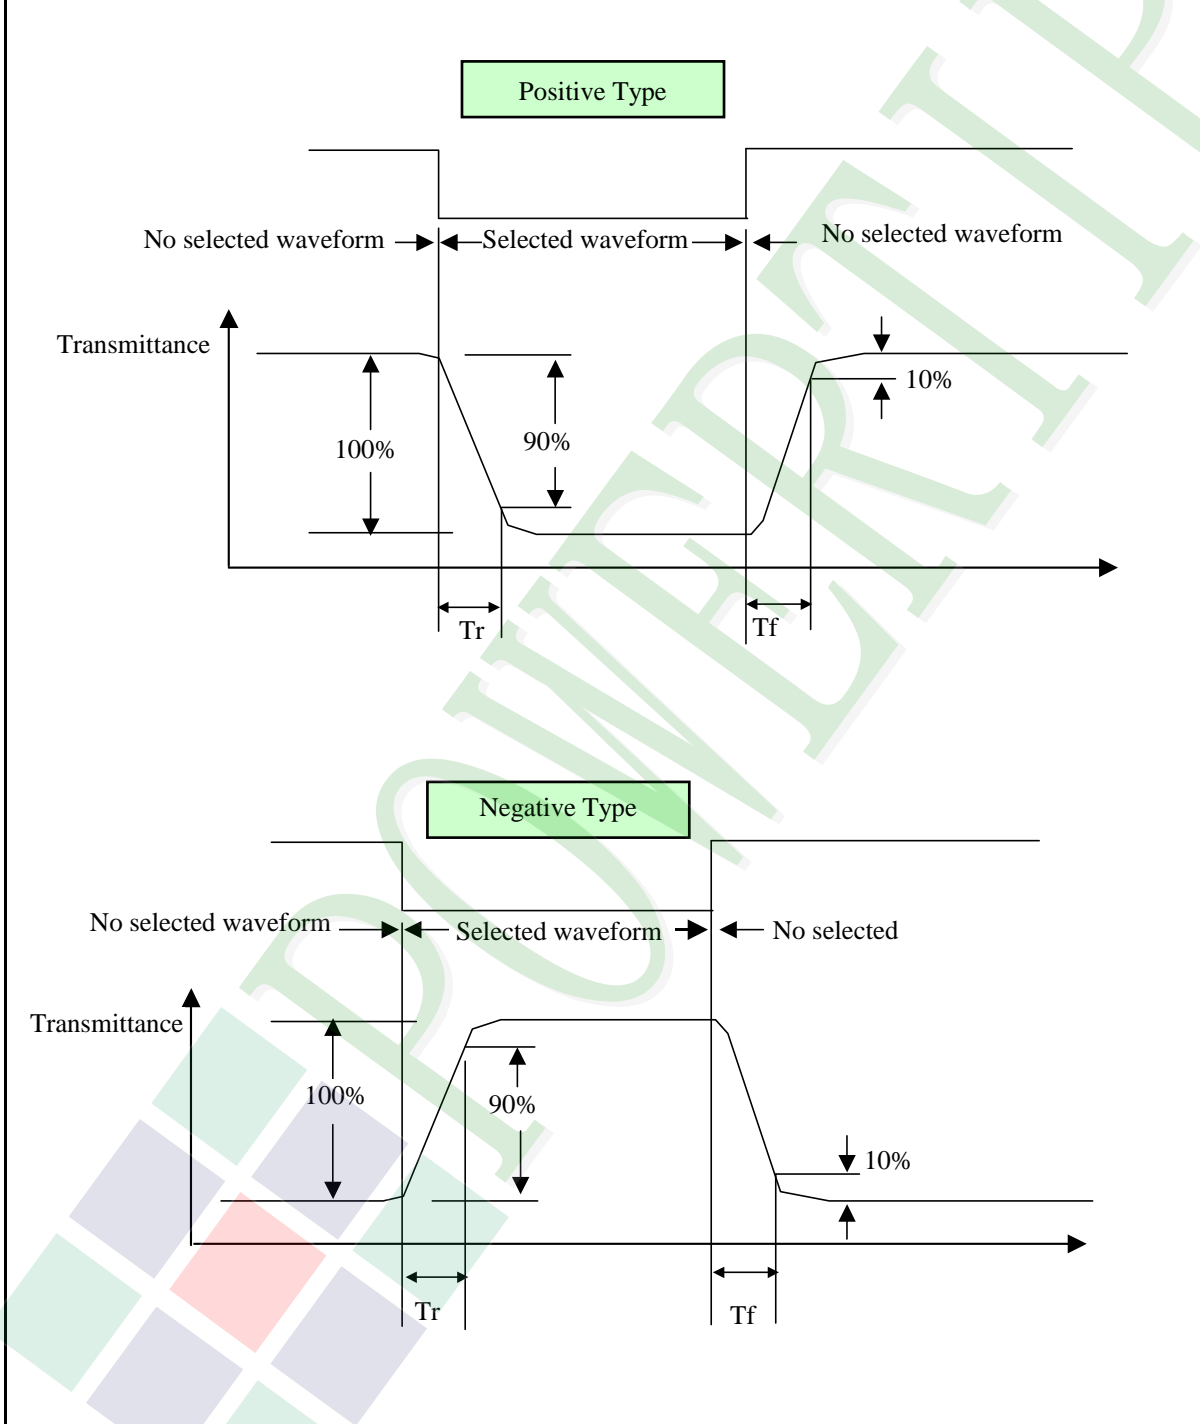 Positive Type
No selected waveform
Selected waveform
No selected waveform
Transmittance
10%
100%
90%
Tr
Tf
Negative Type
No selected waveform
Selected waveform
No selected
Transmittance
100%
90%
10%
Tr
Tf
POWERTIP